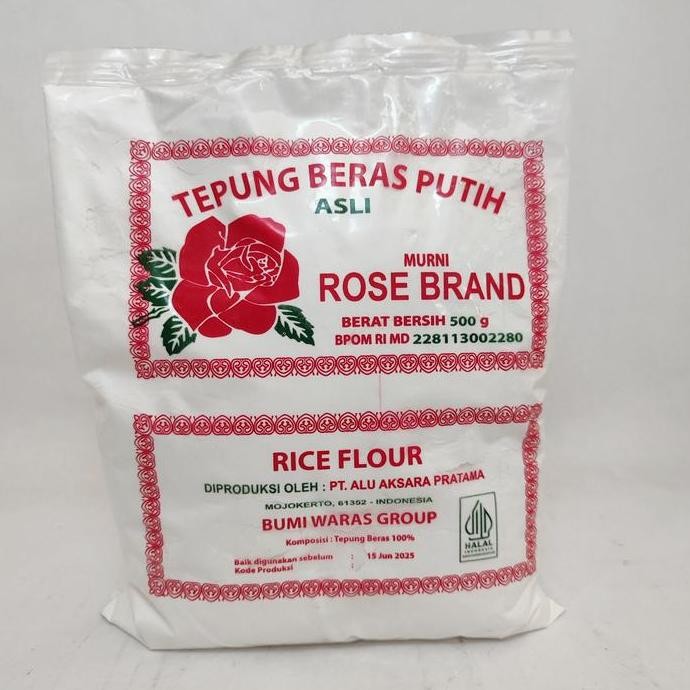 TEPUNG BERAS PUTIH
ASLI
MURNI
ROSE BRAND
BERAT BERSIH 500 g
BPOM RI MD 228113002280
RICE FLOUR
DIPRODUKSI OLEH : PT. ALU AKSARA PRATAMA
MOJOKERTO, 61352 - INDONESIA
BUMI WARAS GROUP
Komposisi : Tepung Beras 100%
Baik digunakan sebelum : 15 Jun 2025
Kode Produksi :
HALAL
INDONESIA